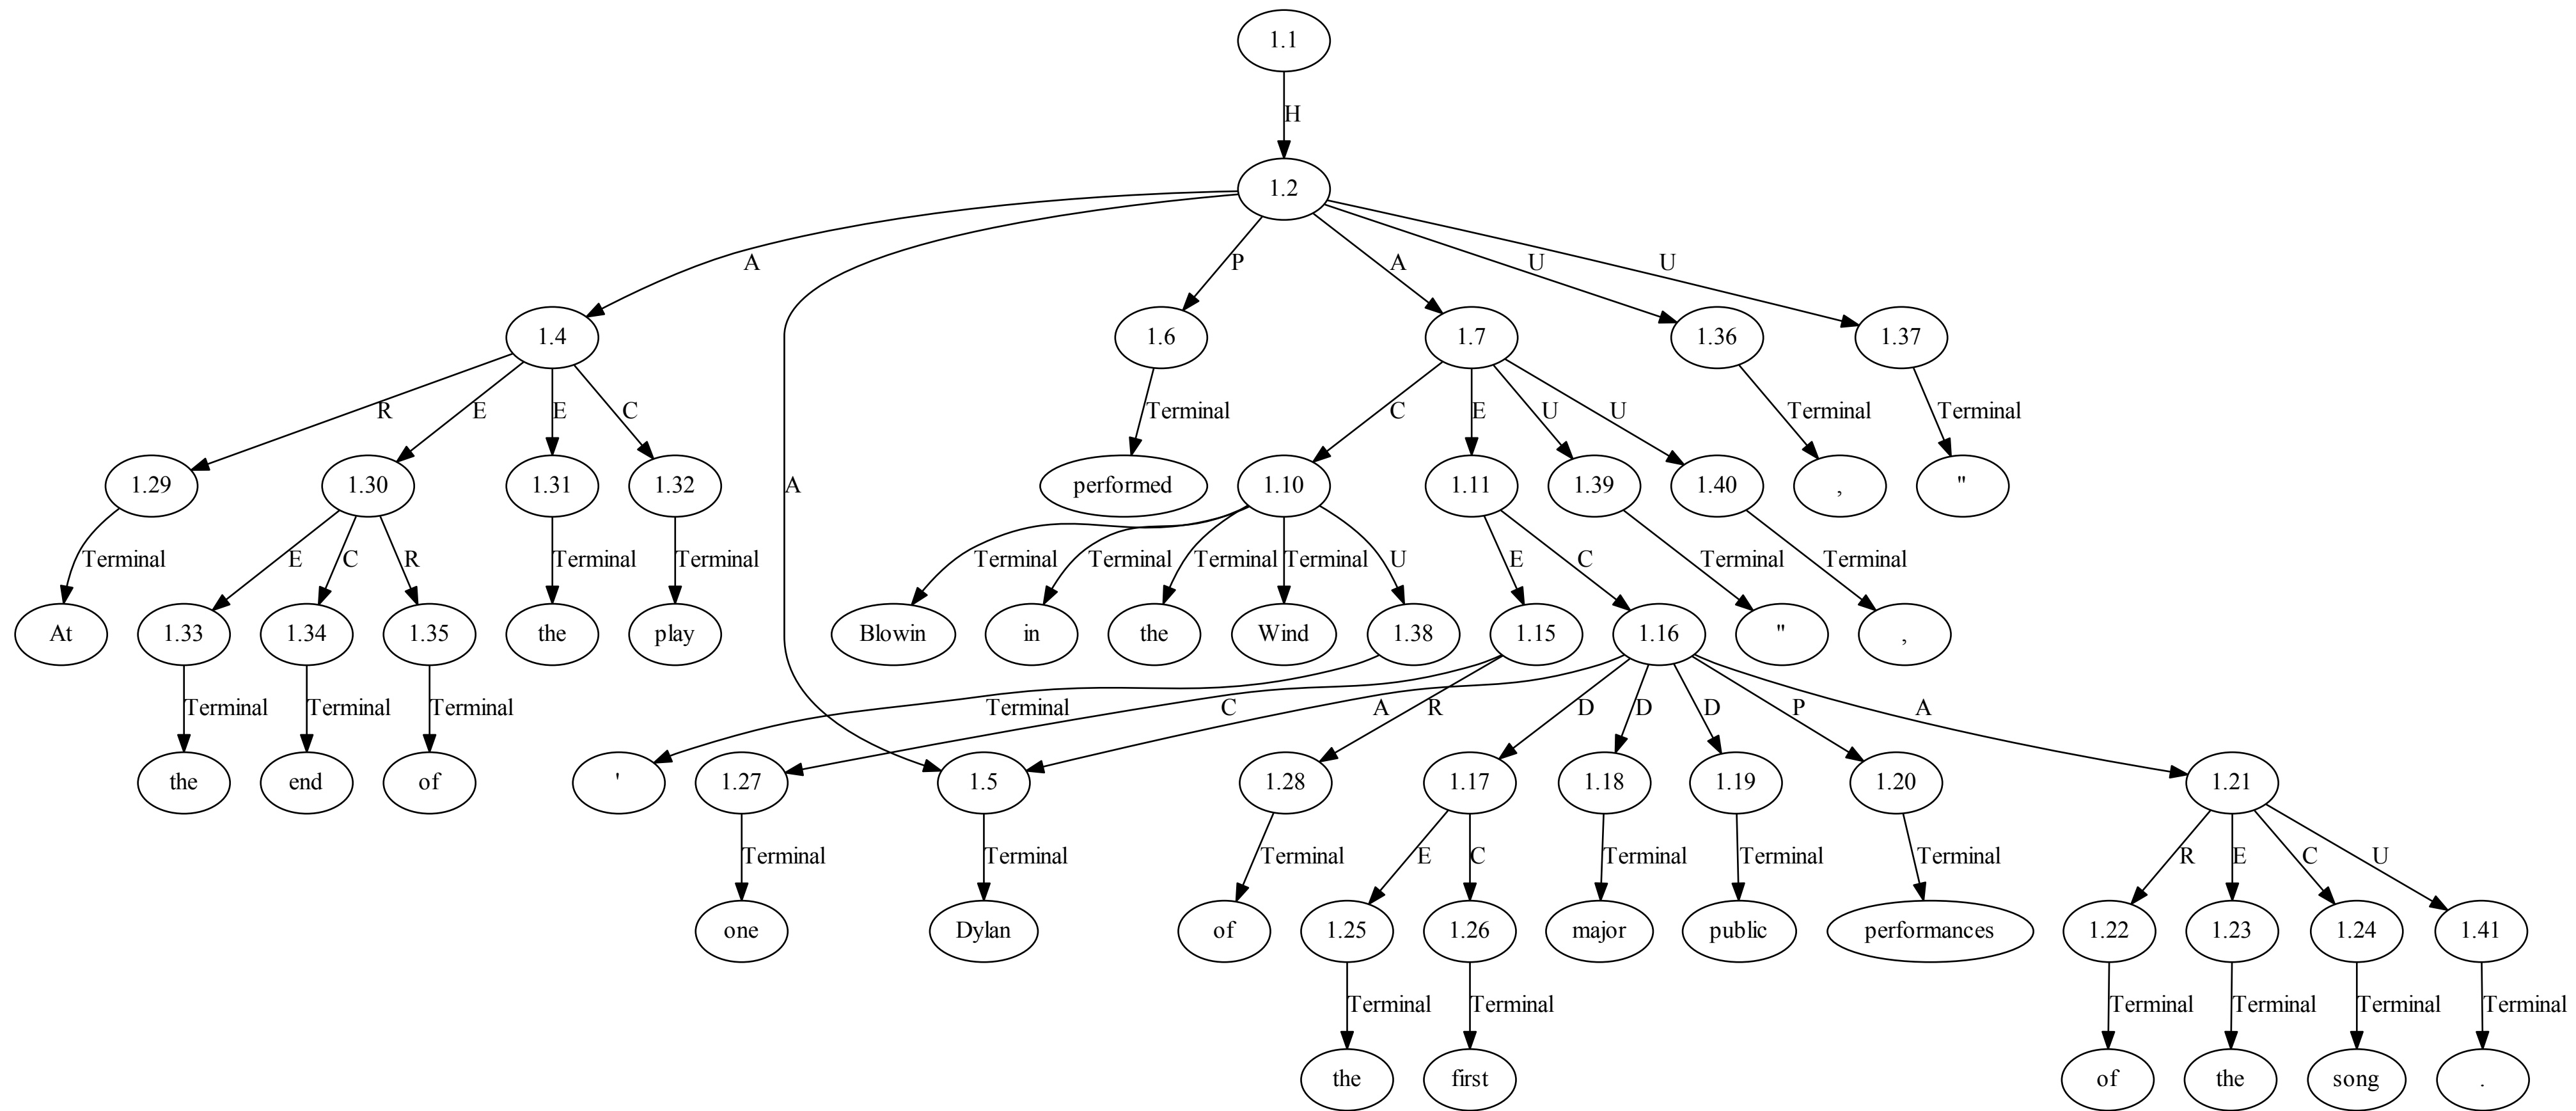 1.1
H
1.2
A P A U U
1.4 1.6 1.7 1.36 1.37
R E E C Terminal C E U U Terminal Terminal
1.29 1.30 1.31 1.32 A performed 1.10 1.11 1.39 1.40 , "
Terminal E C R Terminal Terminal Terminal Terminal Terminal Terminal U E C Terminal Terminal
At 1.33 1.34 1.35 the play Blowin in the Wind 1.38 1.15 1.16 " ,
Terminal Terminal Terminal Terminal C A R D D D P A
the end of ' 1.27 1.5 1.28 1.17 1.18 1.19 1.20 1.21
Terminal Terminal Terminal E C Terminal Terminal Terminal R E C U
one Dylan of 1.25 1.26 major public performances 1.22 1.23 1.24 1.41
Terminal Terminal Terminal Terminal Terminal Terminal
the first of the song .